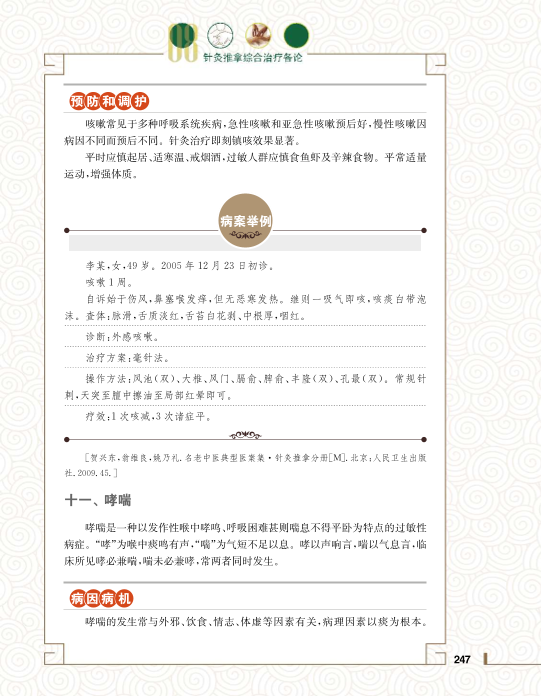 针灸推拿综合治疗各论
预防和调护
咳嗽常见于多种呼吸系统疾病,急性咳嗽和亚急性咳嗽预后好,慢性咳嗽因
病因不同而预后不同。针灸治疗即刻镇咳效果显著。
平时应慎起居、适寒温、戒烟酒,过敏人群应慎食鱼虾及辛辣食物。平常适量
运动,增强体质。
病案举例
李某,女,49岁。2005年12月23日初诊。
咳嗽1周。
自诉始于伤风,鼻塞喉发痒,但无恶寒发热。继则一吸气即咳,咳痰白带泡
沫。查体:脉滑,舌质淡红,舌苔白花剥、中根厚,咽红。
诊断:外感咳嗽。
治疗方案:毫针法。
操作方法:风池(双)、大椎、风门、膈俞、脾俞、丰隆(双)、孔最(双)。常规针
刺,天突至膻中擦油至局部红晕即可。
疗效:1次咳减,3次诸症平。
[贺兴东,翁维良,姚乃礼.名老中医典型医案集·针灸推拿分册[M].北京:人民卫生出版
社.2009.45.]
十一、哮喘
哮喘是一种以发作性喉中哮鸣、呼吸困难甚则喘息不得平卧为特点的过敏性
病症。“哮”为喉中痰鸣有声,“喘”为气短不足以息。哮以声响言,喘以气息言,临
床所见哮必兼喘,喘未必兼哮,常两者同时发生。
病因病机
哮喘的发生常与外邪、饮食、情志、体虚等因素有关,病理因素以痰为根本。
247